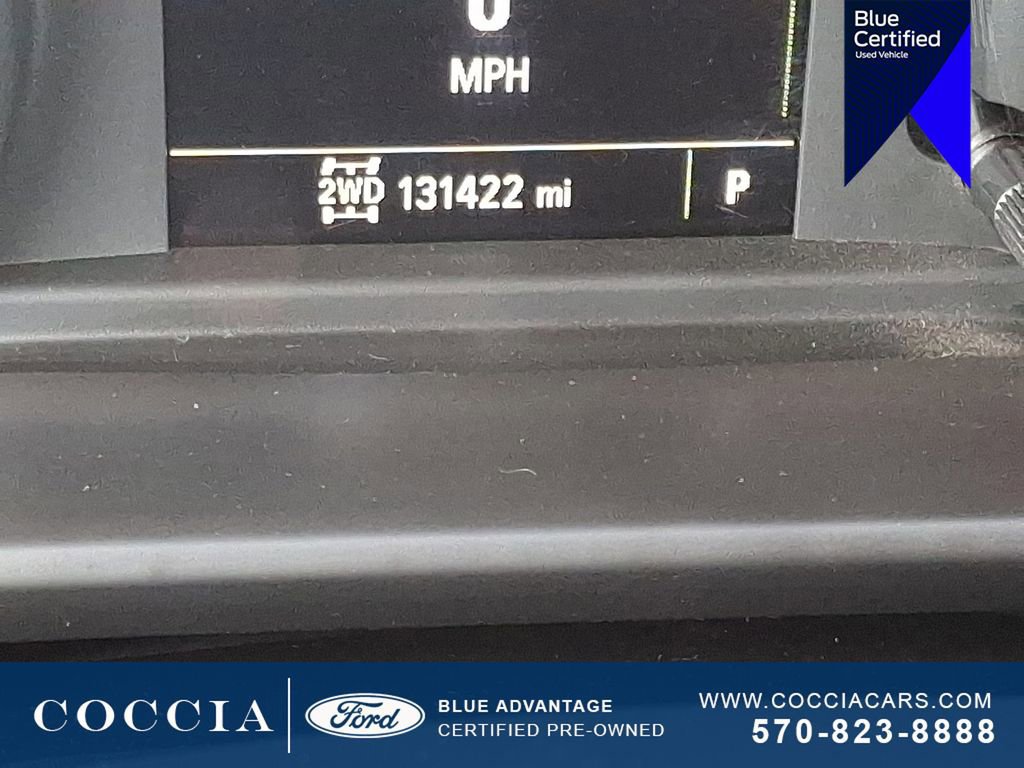 0
MPH
2WD 131422 mi
P
Blue
Certified
Used Vehicle
COCCIA
Ford
BLUE ADVANTAGE
CERTIFIED PRE-OWNED
WWW.COCCIACARS.COM
570-823-8888